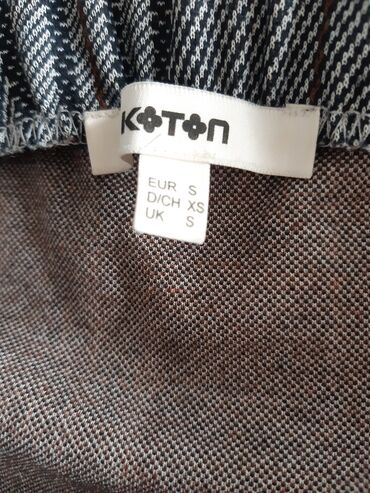 KOTON
EUR S
D/CH XS
UK S